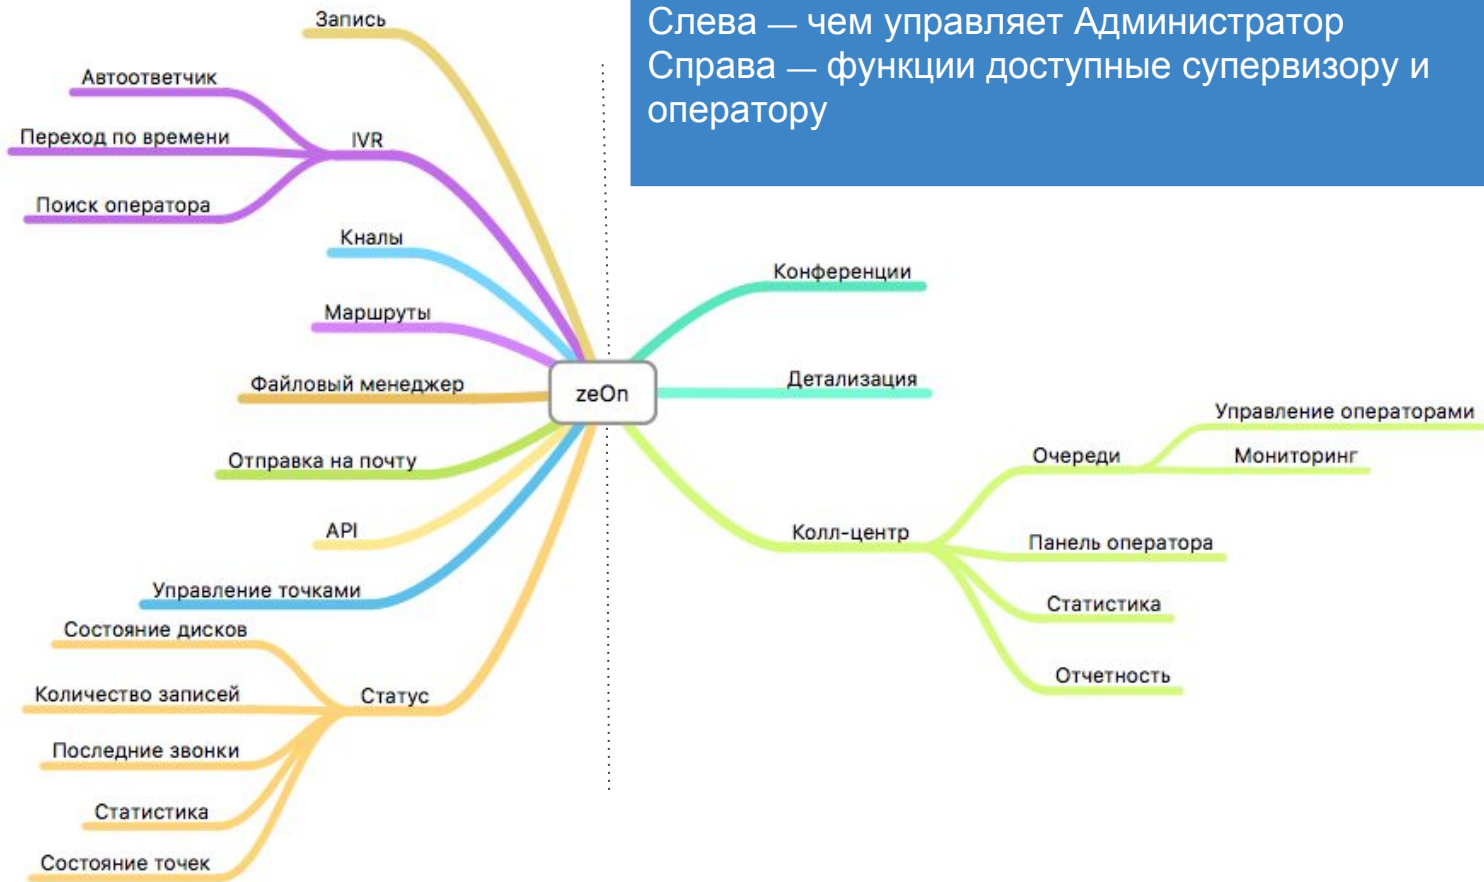 Слева — чем управляет Администратор
Справа — функции доступные супервизору и
оператору
Запись
Автоответчик
Переход по времени
IVR
Поиск оператора
Кналы
Маршруты
Файловый менеджер
Отправка на почту
API
Управление точками
Состояние дисков
Количество записей
Статус
Последние звонки
Статистика
Состояние точек
zeOn
Конференции
Детализация
Колл-центр
Очереди
Управление операторами
Мониторинг
Панель оператора
Статистика
Отчетность